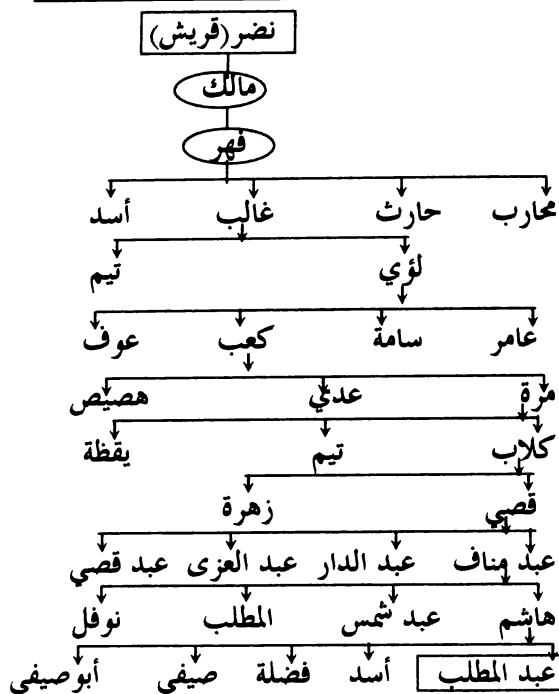 نضر (قريش)
مالك
فهر
محارب حارث غالب أسد
لؤي تيم
عامر سامة كعب عوف
مرة عدي هصيص
كلاب تيم يقظة
قصي زهرة
عبد مناف عبد الدار عبد العزى عبد قصي
هاشم عبد شمس المطلب نوفل
عبد المطلب أسد فضلة صيفي أبو صيفي